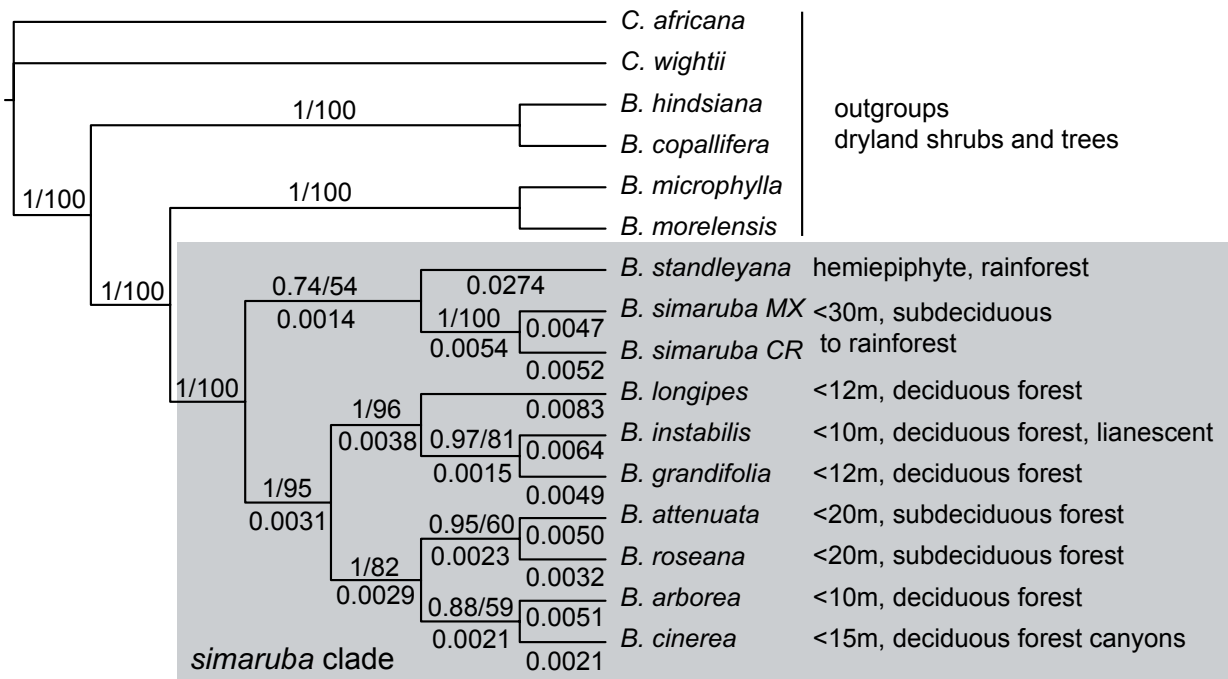 C. africana
C. wightii
1/100
B. hindsiana
outgroups
dryland shrubs and trees
B. copallifera
1/100
1/100
B. microphylla
B. morelensis
1/100
B. standleyana
hemiepiphyte, rainforest
0.74/54
0.0014
0.0274
B. simaruba MX
<30m, subdeciduous
to rainforest
1/100
0.0054
0.0047
B. simaruba CR
0.0052
1/100
B. longipes
<12m, deciduous forest
1/96
0.0038
0.0083
B. instabilis
<10m, deciduous forest, lianescent
0.97/81
0.0015
0.0064
B. grandifolia
<12m, deciduous forest
0.0049
1/95
0.0031
B. attenuata
<20m, subdeciduous forest
0.95/60
0.0023
0.0050
B. roseana
<20m, subdeciduous forest
0.0032
1/82
0.0029
B. arborea
<10m, deciduous forest
0.88/59
0.0021
0.0051
B. cinerea
<15m, deciduous forest canyons
0.0021
simaruba clade